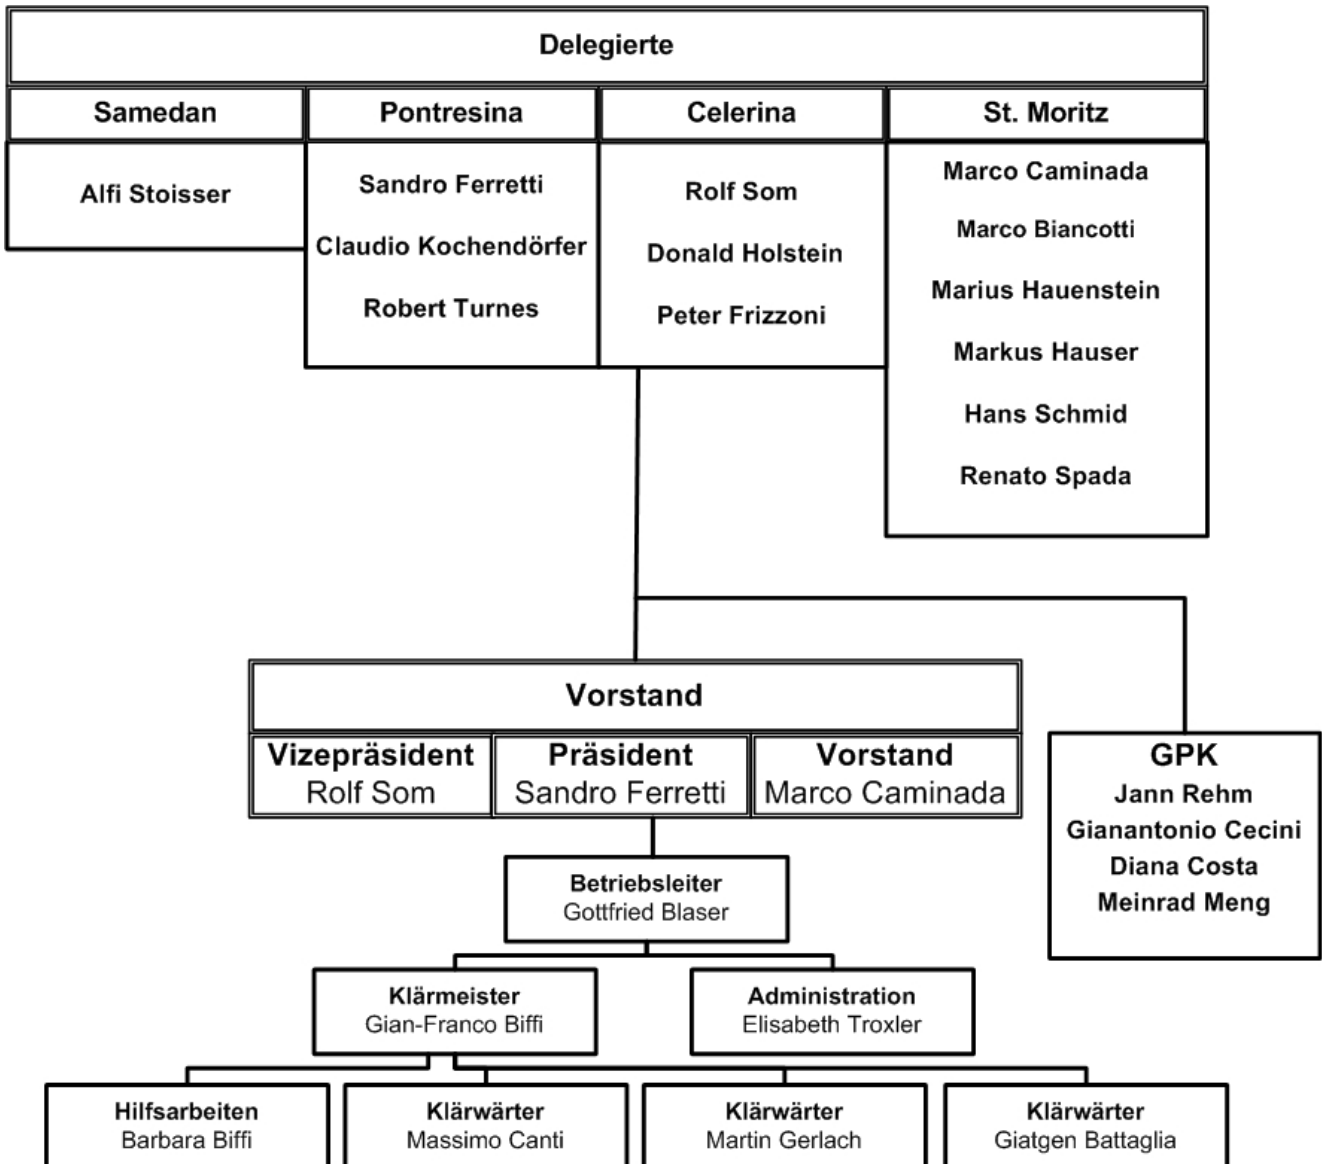 Delegierte
Samedan
Pontresina
Celerina
St. Moritz
Alfi Stoisser
Sandro Ferretti
Claudio Kochendörfer
Robert Turnes
Rolf Som
Donald Holstein
Peter Frizzoni
Marco Caminada
Marco Biancotti
Marius Hauenstein
Markus Hauser
Hans Schmid
Renato Spada
Vorstand
Vizepräsident
Rolf Som
Präsident
Sandro Ferretti
Vorstand
Marco Caminada
GPK
Jann Rehm
Gianantonio Cecini
Diana Costa
Meinrad Meng
Betriebsleiter
Gottfried Blaser
Klärmeister
Gian-Franco Biffi
Administration
Elisabeth Troxler
Hilfsarbeiten
Barbara Biffi
Klärwärter
Massimo Canti
Klärwärter
Martin Gerlach
Klärwärter
Giatgen Battaglia